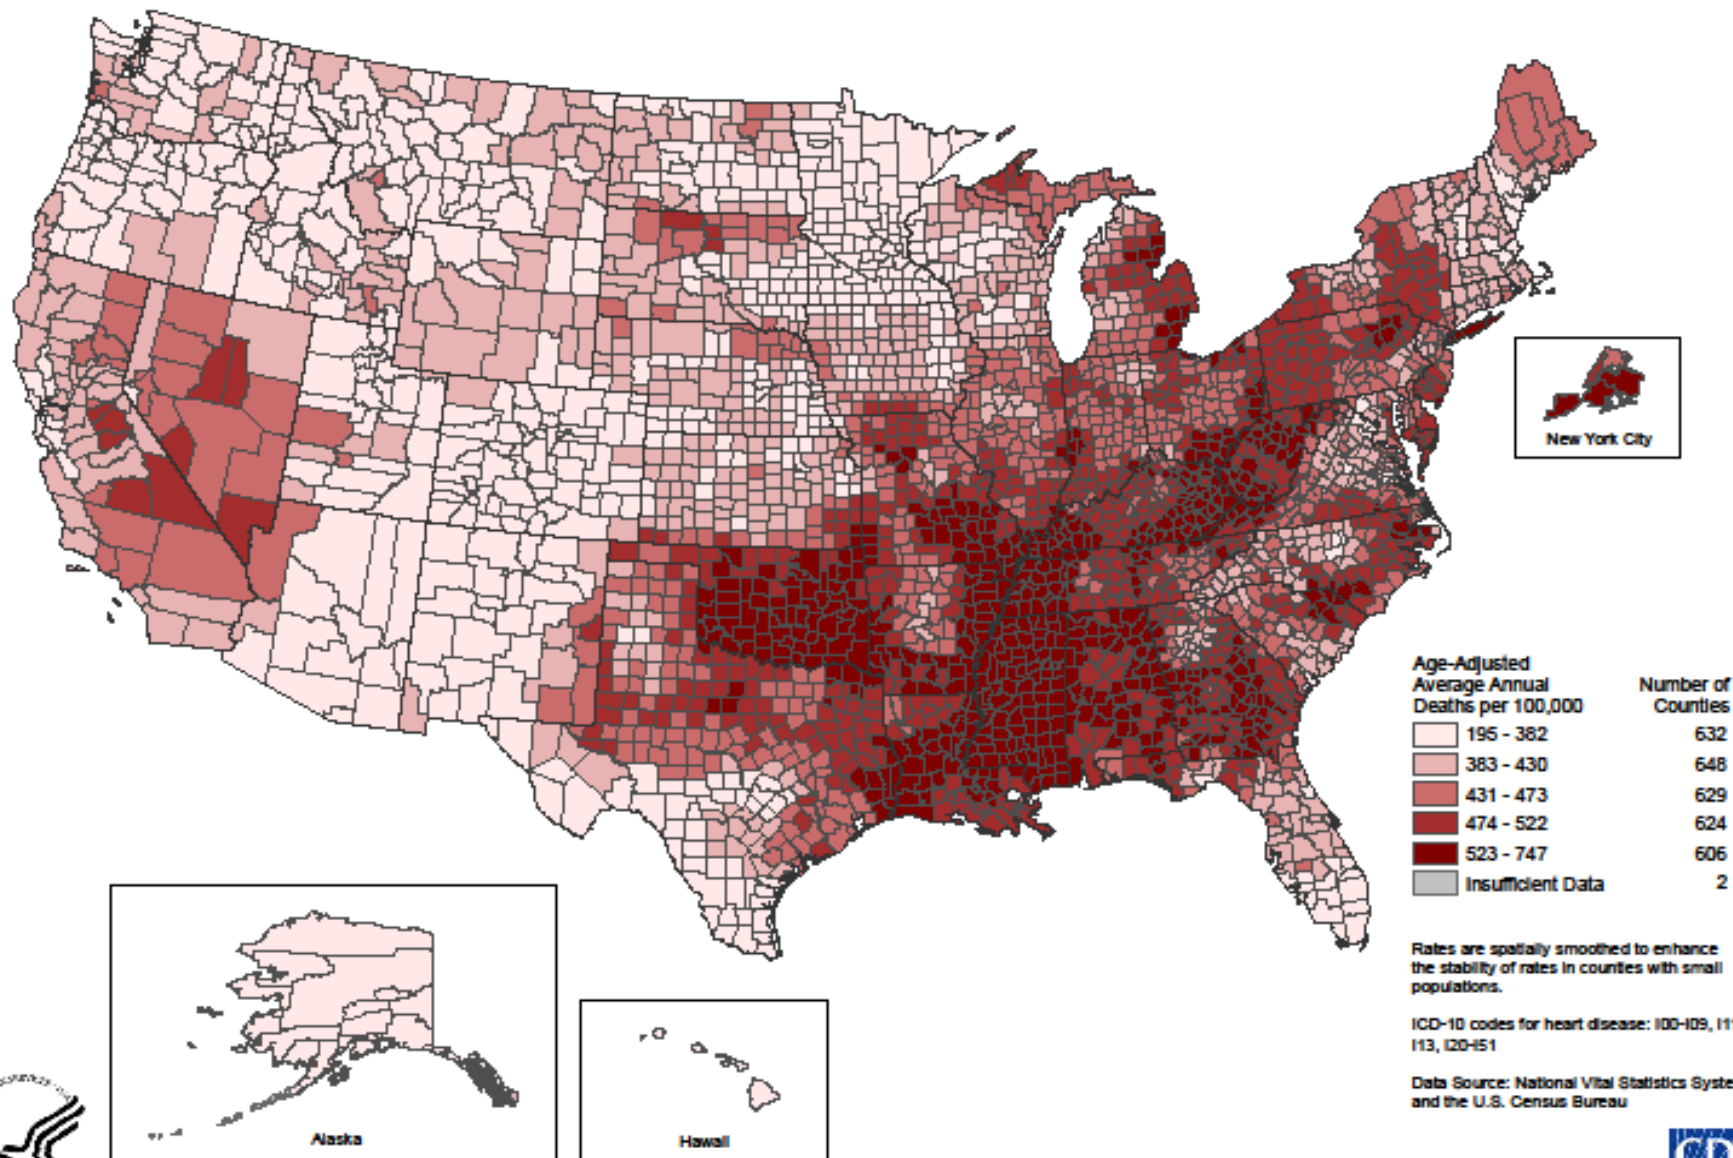 New York City
Age-Adjusted
Average Annual
Deaths per 100,000
Number of
Counties
195 - 382 632
383 - 430 648
431 - 473 629
474 - 522 624
523 - 747 606
Insufficient Data 2
Rates are spatially smoothed to enhance
the stability of rates in counties with small
populations.
ICD-10 codes for heart disease: I00-I09, I1
I13, I20-I51
Data Source: National Vital Statistics Syste
and the U.S. Census Bureau
Alaska
Hawaii